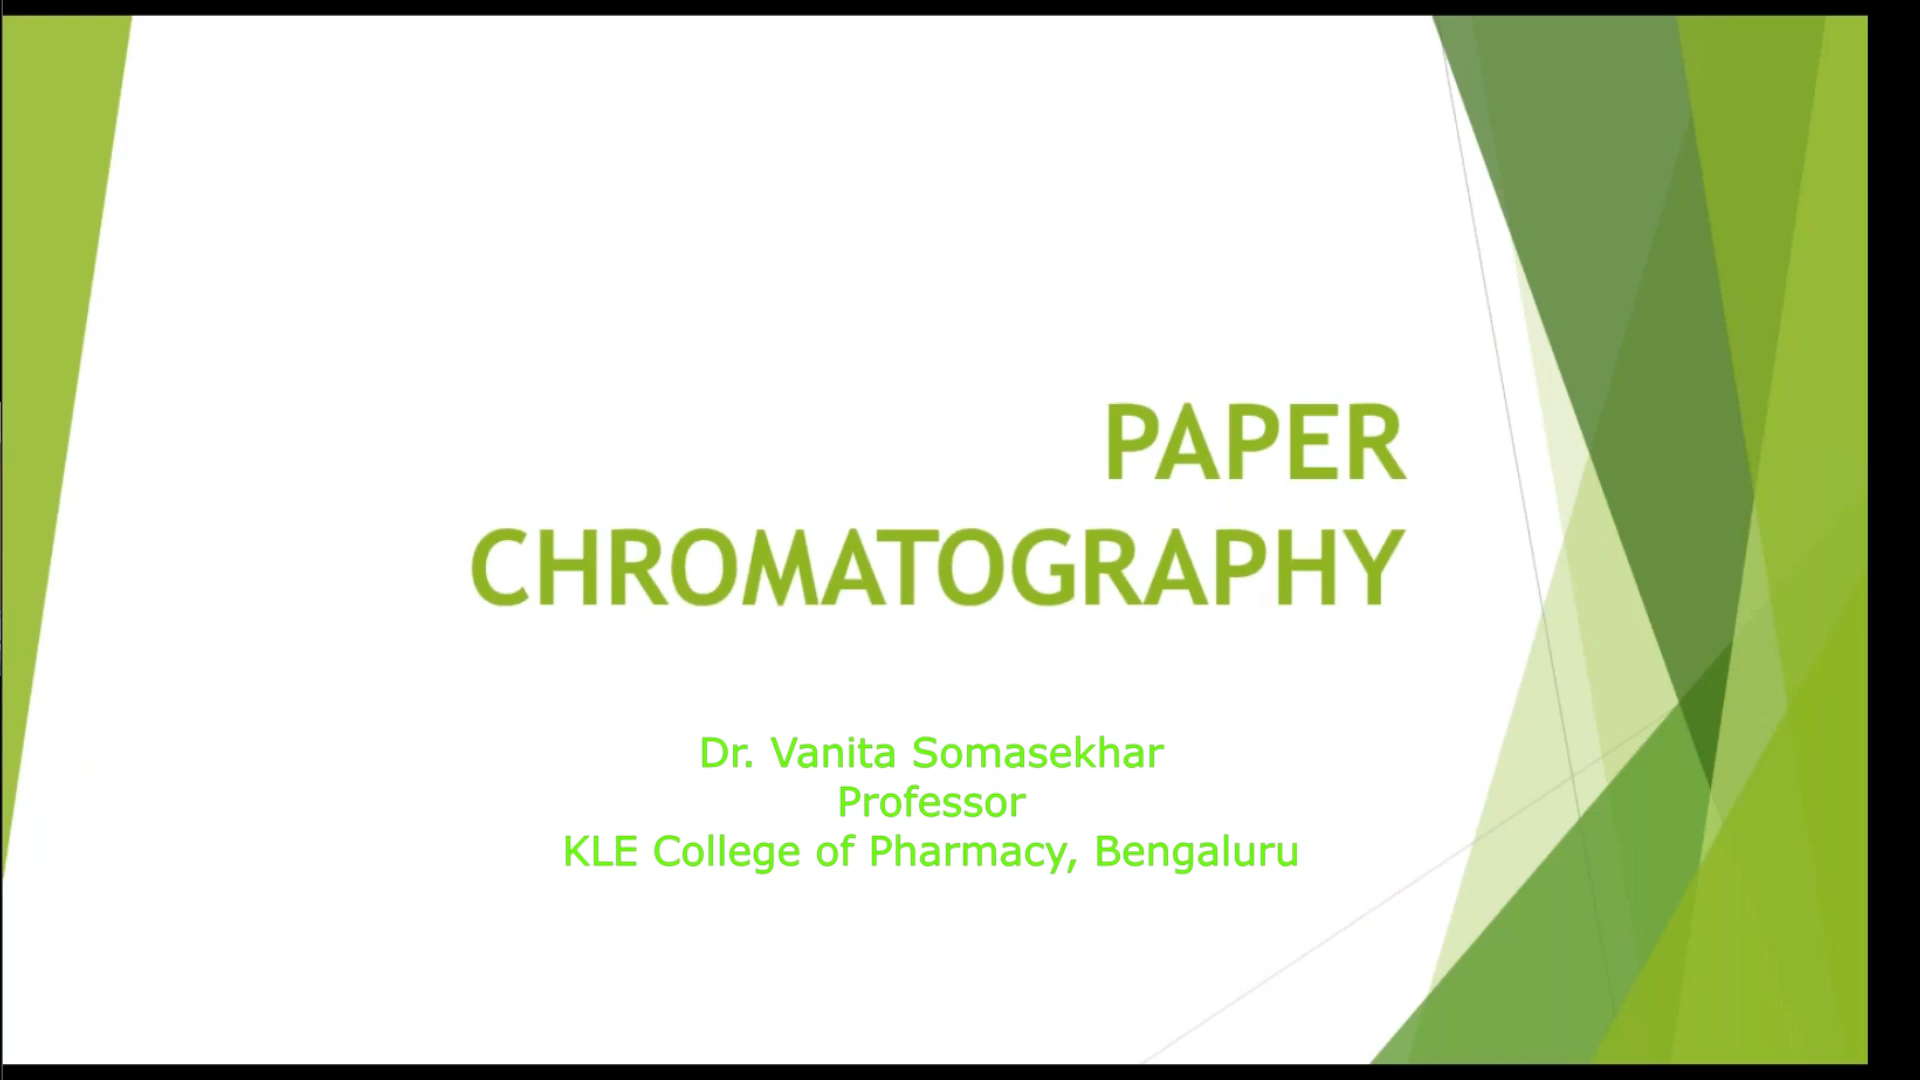 PAPER
CHROMATOGRAPHY
Dr. Vanita Somasekhar
Professor
KLE College of Pharmacy, Bengaluru